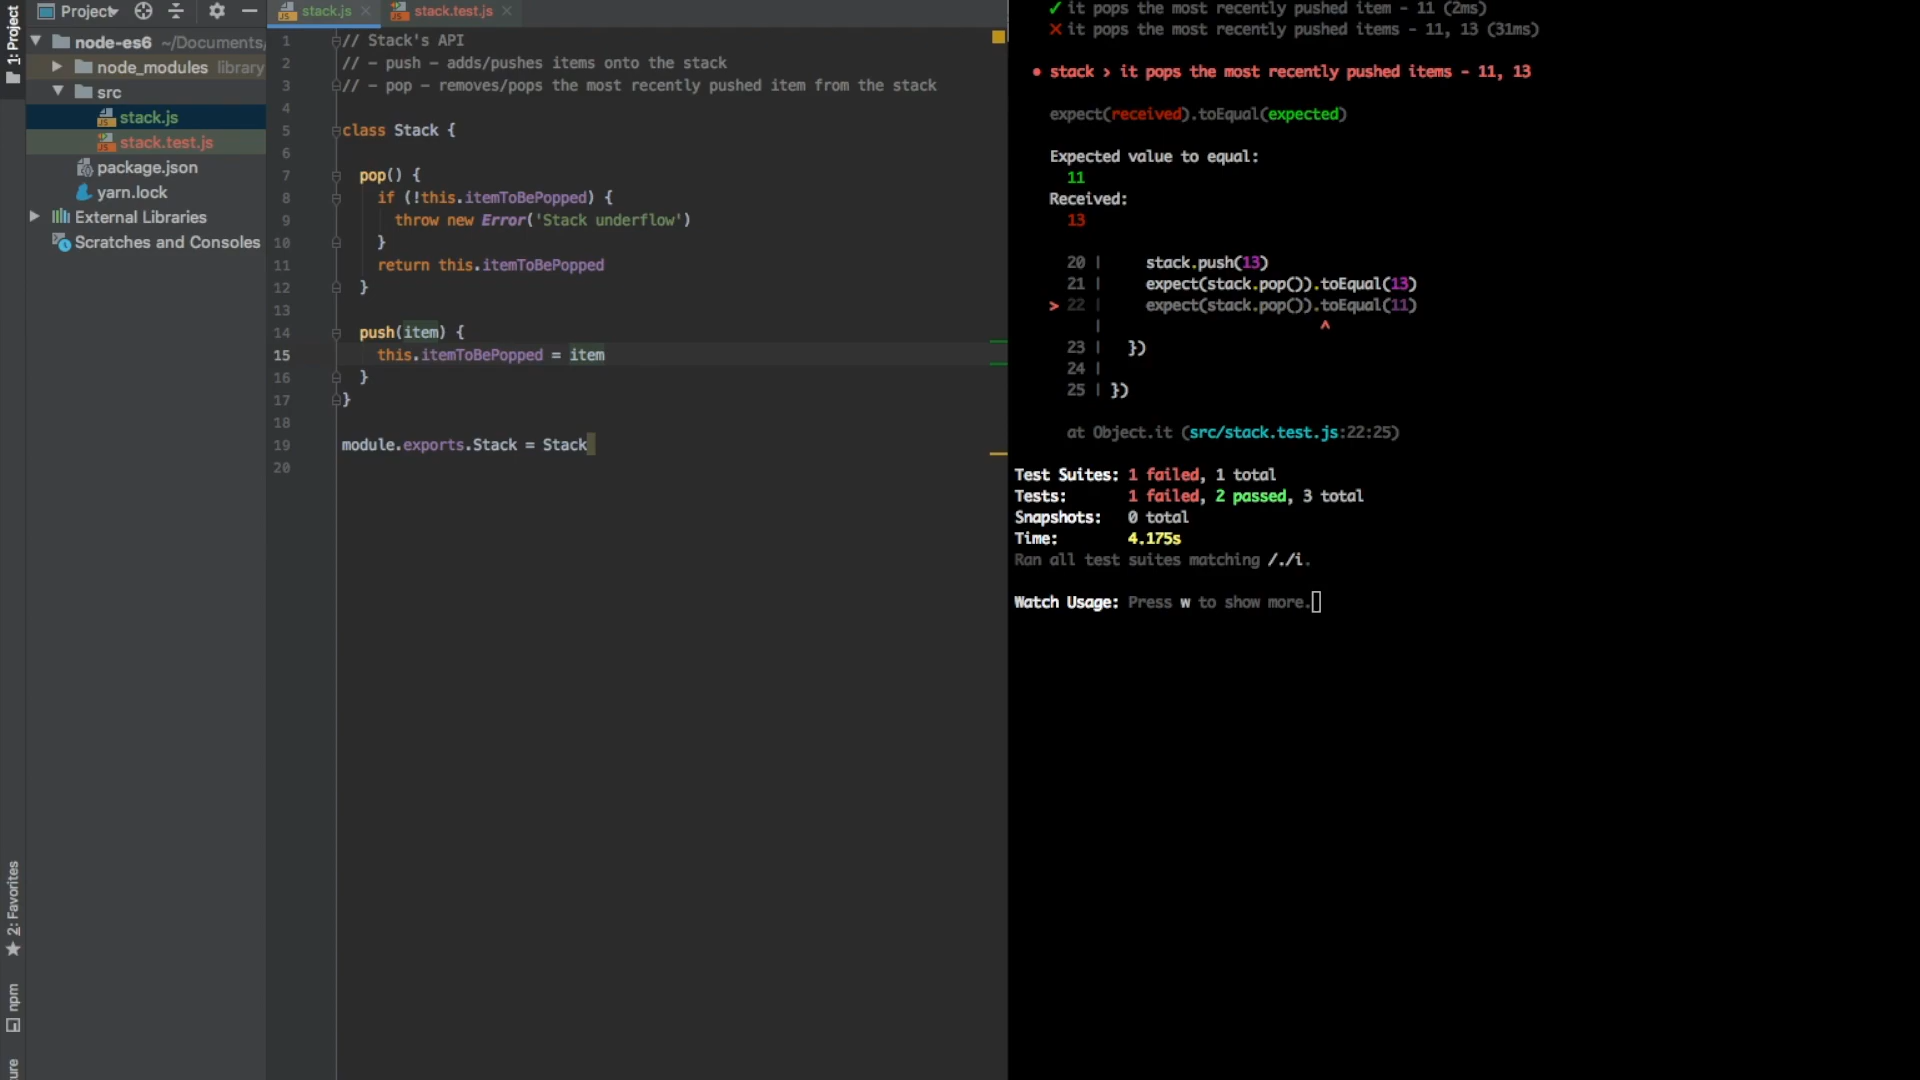 1: Project
Project
node-es6 ~/Documents/
node_modules library
src
stack.js
stack.test.js
package.json
yarn.lock
External Libraries
Scratches and Consoles
2: Favorites
npm
stack.js
stack.test.js
1 // Stack's API
2 // - push - adds/pushes items onto the stack
3 // - pop - removes/pops the most recently pushed item from the stack
4
5 class Stack {
6
7 pop() {
8 if (!this.itemToBePopped) {
9 throw new Error('Stack underflow')
10 }
11 return this.itemToBePopped
12 }
13
14 push(item) {
15 this.itemToBePopped = item
16 }
17 }
18
19 module.exports.Stack = Stack
20
✓ it pops the most recently pushed item - 11 (2ms)
✕ it pops the most recently pushed items - 11, 13 (31ms)
● stack › it pops the most recently pushed items - 11, 13
expect(received).toEqual(expected)
Expected value to equal:
11
Received:
13
20 | stack.push(13)
21 | expect(stack.pop()).toEqual(13)
> 22 | expect(stack.pop()).toEqual(11)
| ^
23 | })
24 |
25 | })
at Object.it (src/stack.test.js:22:25)
Test Suites: 1 failed, 1 total
Tests: 1 failed, 2 passed, 3 total
Snapshots: 0 total
Time: 4.175s
Ran all test suites matching /./i.
Watch Usage: Press w to show more.